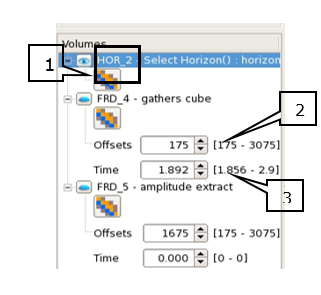 Volumes
1
HOR_2 - Select Horizon() : horizon
FRD_4 - gathers cube
2
Offsets 175 [175 - 3075]
Time 1.892 [1.856 - 2.9]
FRD_5 - amplitude extract
3
Offsets 1675 [175 - 3075]
Time 0.000 [0 - 0]